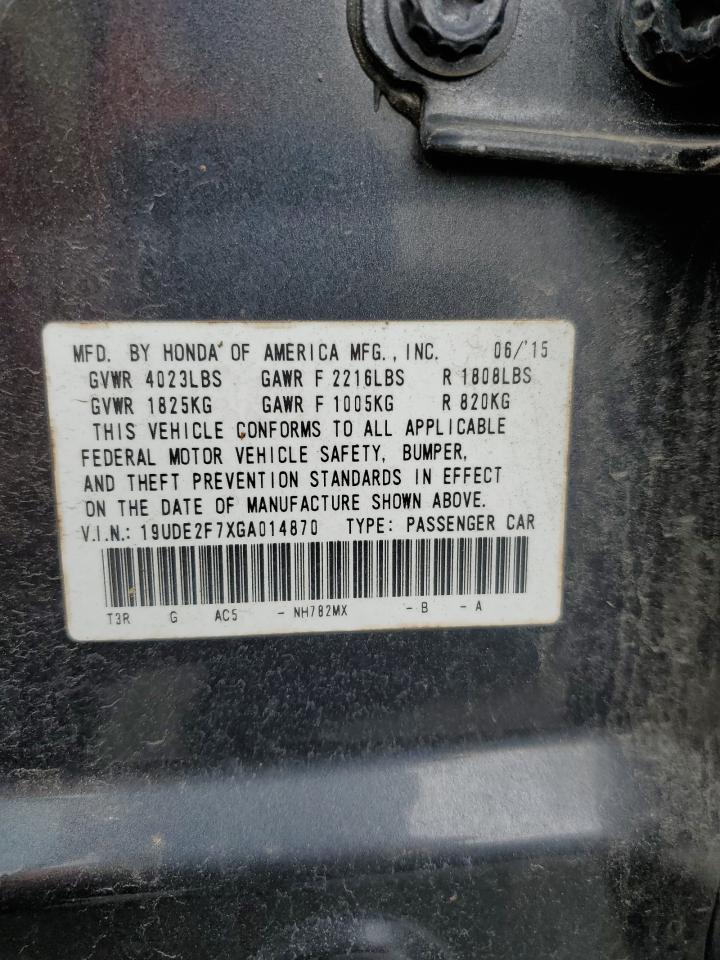 MFD. BY HONDA OF AMERICA MFG., INC. 06/'15
GVWR 4023LBS GAWR F 2216LBS R 1808LBS
GVWR 1825KG GAWR F 1005KG R 820KG
THIS VEHICLE CONFORMS TO ALL APPLICABLE
FEDERAL MOTOR VEHICLE SAFETY, BUMPER,
AND THEFT PREVENTION STANDARDS IN EFFECT
ON THE DATE OF MANUFACTURE SHOWN ABOVE.
V.I.N.: 19UDE2F7XGA014870 TYPE: PASSENGER CAR
T3R G AC5 - NH782MX - B - A